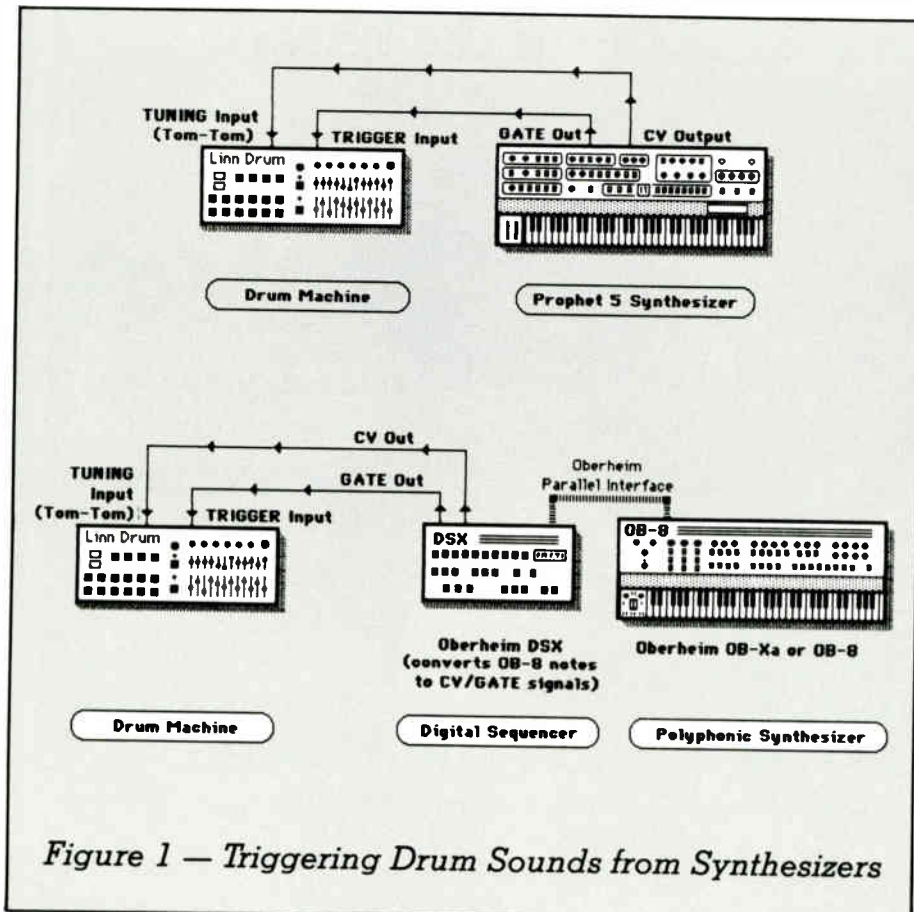 TUNING Input
(Tom-Tom)
TRIGGER Input
GATE Out
CV Output
Linn Drum
Drum Machine
Prophet 5 Synthesizer
CV Out
GATE Out
TUNING
Input
(Tom-Tom)
TRIGGER Input
Oberheim
Parallel Interface
Linn Drum
DSX
OB-8
Oberheim DSX
(converts OB-8 notes
to CV/GATE signals)
Oberheim OB-Xa or OB-8
Drum Machine
Digital Sequencer
Polyphonic Synthesizer
Figure 1 — Triggering Drum Sounds from Synthesizers